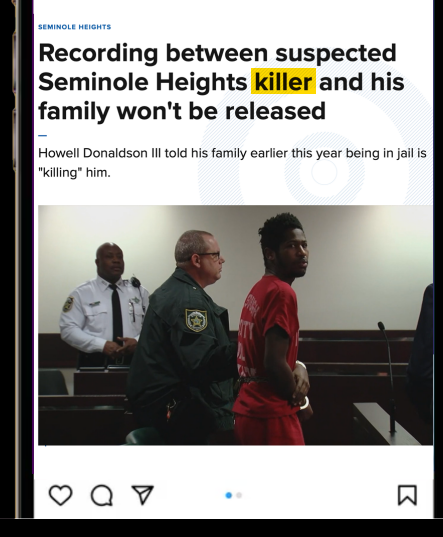 SEMINOLE HEIGHTS
Recording between suspected
Seminole Heights killer and his
family won't be released
Howell Donaldson III told his family earlier this year being in jail is
"killing" him.